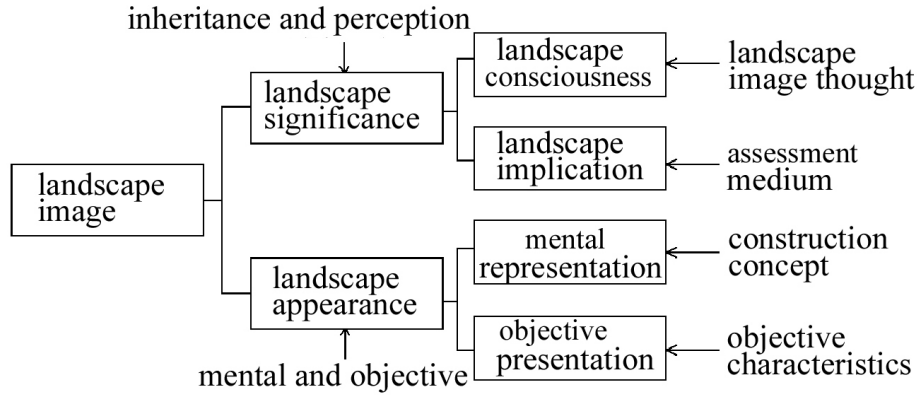 inheritance and perception
landscape
significance
landscape
consciousness
landscape
image thought
landscape
implication
assessment
medium
landscape
image
landscape
appearance
mental
representation
construction
concept
objective
presentation
objective
characteristics
mental and objective